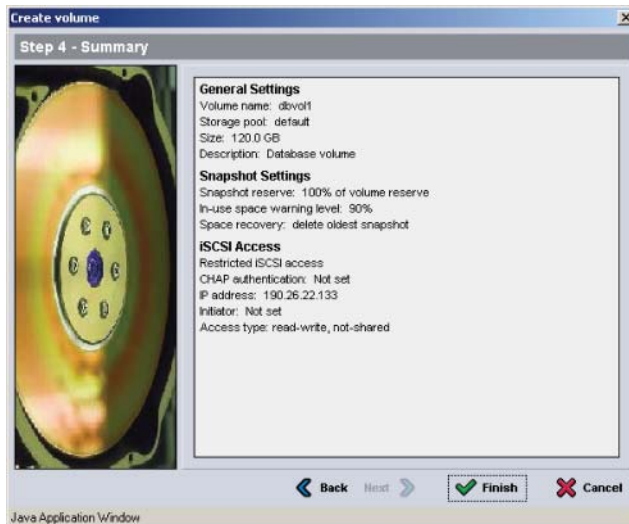 Create volume
Step 4 - Summary
General Settings
Volume name: dbvol1
Storage pool: default
Size: 120.0 GB
Description: Database volume
Snapshot Settings
Snapshot reserve: 100% of volume reserve
In-use space warning level: 90%
Space recovery: delete oldest snapshot
iSCSI Access
Restricted iSCSI access
CHAP authentication: Not set
IP address: 190.26.22.133
Initiator: Not set
Access type: read-write, not-shared
Back Next Finish Cancel
Java Application Window